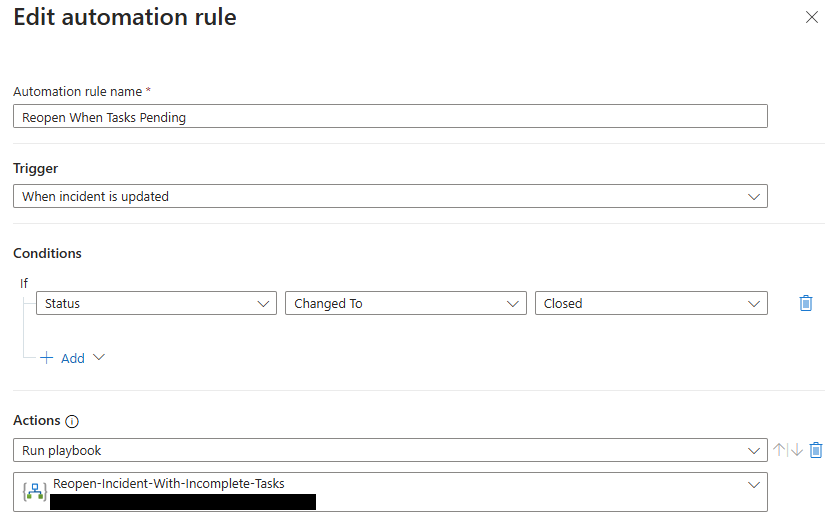 Edit automation rule
Automation rule name *
Reopen When Tasks Pending
Trigger
When incident is updated
Conditions
If
Status Changed To Closed
Add
Actions
Run playbook
Reopen-Incident-With-Incomplete-Tasks